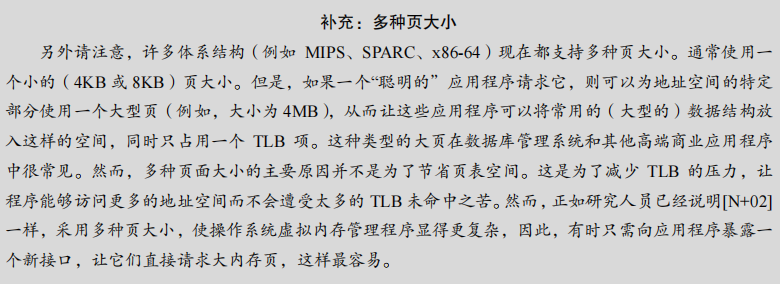 补充：多种页大小
另外请注意，许多体系结构（例如 MIPS、SPARC、x86-64）现在都支持多种页大小。通常使用一
个小的（4KB 或 8KB）页大小。但是，如果一个“聪明的”应用程序请求它，则可以为地址空间的特定
部分使用一个大型页（例如，大小为 4MB），从而让这些应用程序可以将常用的（大型的）数据结构放
入这样的空间，同时只占用一个 TLB 项。这种类型的大页在数据库管理系统和其他高端商业应用程序
中很常见。然而，多种页面大小的主要原因并不是为了节省页表空间。这是为了减少 TLB 的压力，让
程序能够访问更多的地址空间而不会遭受太多的 TLB 未命中之苦。然而，正如研究人员已经说明[N+02]
一样，采用多种页大小，使操作系统虚拟内存管理程序显得更复杂，因此，有时只需向应用程序暴露一
个新接口，让它们直接请求大内存页，这样最容易。